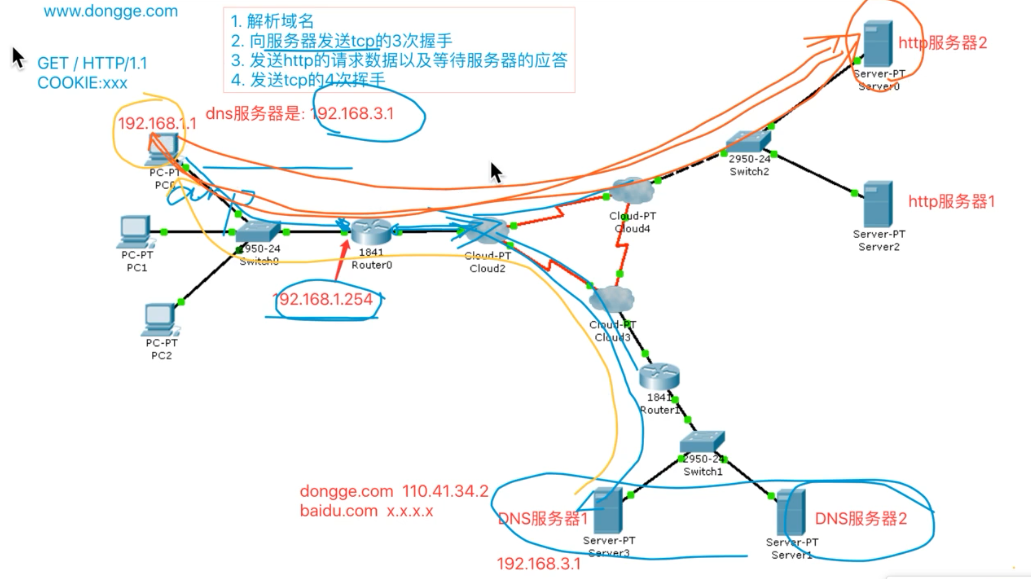 www.dongge.com
1. 解析域名
2. 向服务器发送tcp的3次握手
3. 发送http的请求数据以及等待服务器的应答
4. 发送tcp的4次挥手
GET / HTTP/1.1
COOKIE:xxx
dns服务器是: 192.168.3.1
192.168.1.1
PC-PT
PC0
http服务器2
Server-PT
Server0
2950-24
Switch2
http服务器1
Server-PT
Server2
Cloud-PT
Cloud4
PC-PT
PC1
2950-24
Switch0
1841
Router0
Cloud-PT
Cloud2
192.168.1.254
Cloud-PT
Cloud3
PC-PT
PC2
1841
Router1
2950-24
Switch1
dongge.com 110.41.34.2
baidu.com x.x.x.x
DNS服务器1
Server-PT
Server3
192.168.3.1
DNS服务器2
Server-PT
Server1